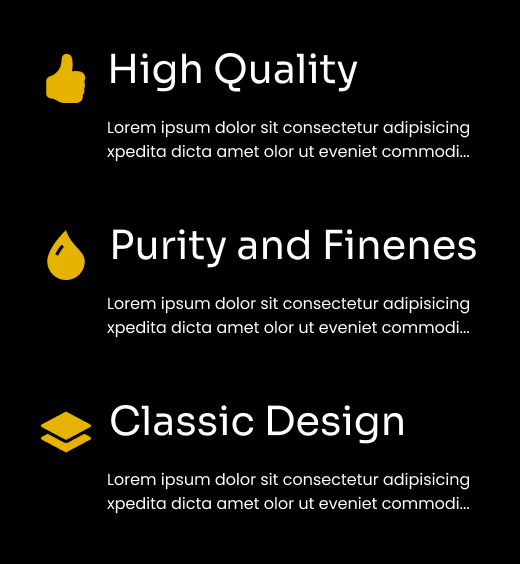 High Quality
Lorem ipsum dolor sit consectetur adipisicing
xpedita dicta amet olor ut eveniet commodi...
Purity and Finenes
Lorem ipsum dolor sit consectetur adipisicing
xpedita dicta amet olor ut eveniet commodi...
Classic Design
Lorem ipsum dolor sit consectetur adipisicing
xpedita dicta amet olor ut eveniet commodi...